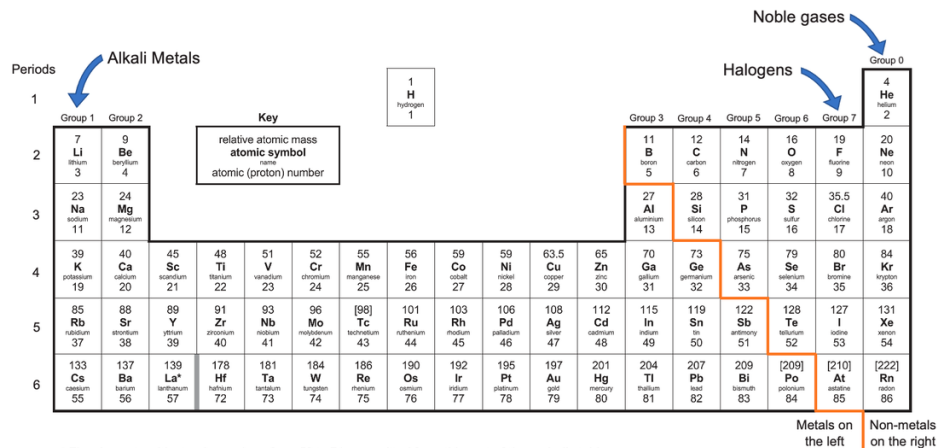 Noble gases
Group 0
Alkali Metals
Halogens
Periods
1
1
H
hydrogen
1
4
He
helium
2
Group 1 Group 2
Key
relative atomic mass
atomic symbol
name
atomic (proton) number
Group 3 Group 4 Group 5 Group 6 Group 7
2
7 9 11 12 14 16 19 20
Li Be B C N O F Ne
lithium beryllium boron carbon nitrogen oxygen fluorine neon
3 4 5 6 7 8 9 10
3
23 24 27 28 31 32 35.5 40
Na Mg Al Si P S Cl Ar
sodium magnesium aluminium silicon phosphorus sulfur chlorine argon
11 12 13 14 15 16 17 18
4
39 40 45 48 51 52 55 56 59 59 63.5 65 70 73 75 79 80 84
K Ca Sc Ti V Cr Mn Fe Co Ni Cu Zn Ga Ge As Se Br Kr
potassium calcium scandium titanium vanadium chromium manganese iron cobalt nickel copper zinc gallium germanium arsenic selenium bromine krypton
19 20 21 22 23 24 25 26 27 28 29 30 31 32 33 34 35 36
5
85 88 89 91 93 96 [98] 101 103 106 108 112 115 119 122 128 127 131
Rb Sr Y Zr Nb Mo Tc Ru Rh Pd Ag Cd In Sn Sb Te I Xe
rubidium strontium yttrium zirconium niobium molybdenum technetium ruthenium rhodium palladium silver cadmium indium tin antimony tellurium iodine xenon
37 38 39 40 41 42 43 44 45 46 47 48 49 50 51 52 53 54
6
133 137 139 178 181 184 186 190 192 195 197 201 204 207 209 [209] [210] [222]
Cs Ba La* Hf Ta W Re Os Ir Pt Au Hg Tl Pb Bi Po At Rn
caesium barium lanthanum hafnium tantalum tungsten rhenium osmium iridium platinum gold mercury thallium lead bismuth polonium astatine radon
55 56 57 72 73 74 75 76 77 78 79 80 81 82 83 84 85 86
Metals on
the left
Non-metals
on the right